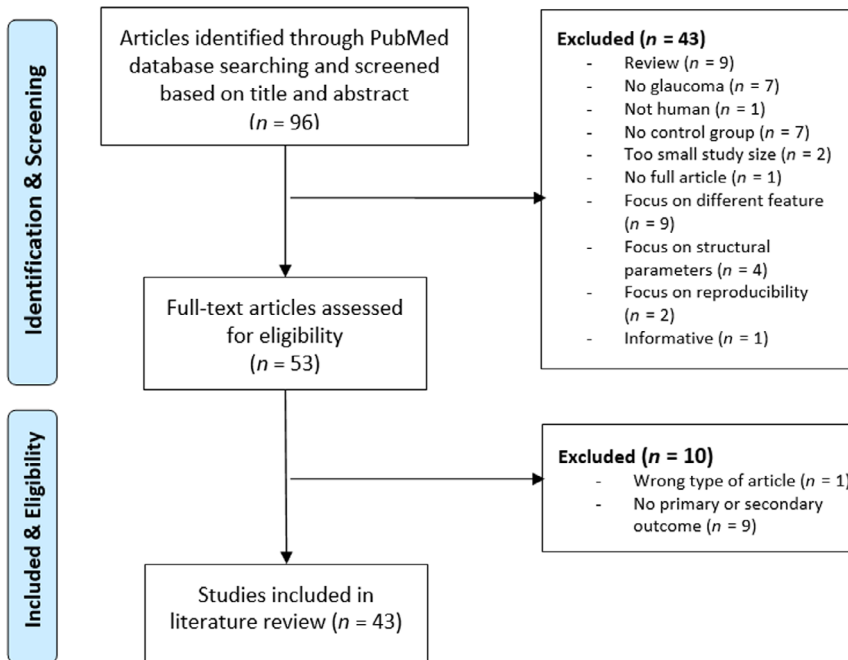 Identification & Screening
Articles identified through PubMed
database searching and screened
based on title and abstract
(n = 96)
Excluded (n = 43)
- Review (n = 9)
- No glaucoma (n = 7)
- Not human (n = 1)
- No control group (n = 7)
- Too small study size (n = 2)
- No full article (n = 1)
- Focus on different feature
(n = 9)
- Focus on structural
parameters (n = 4)
- Focus on reproducibility
(n = 2)
- Informative (n = 1)
Full-text articles assessed
for eligibility
(n = 53)
Included & Eligibility
Excluded (n = 10)
- Wrong type of article (n = 1)
- No primary or secondary
outcome (n = 9)
Studies included in
literature review (n = 43)